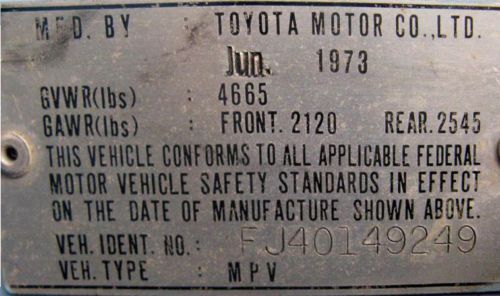 MFD. BY : TOYOTA MOTOR CO.,LTD.
Jun. 1973
GVWR(lbs) : 4665
GAWR(lbs) : FRONT. 2120 REAR. 2545
THIS VEHICLE CONFORMS TO ALL APPLICABLE FEDERAL
MOTOR VEHICLE SAFETY STANDARDS IN EFFECT
ON THE DATE OF MANUFACTURE SHOWN ABOVE.
VEH. IDENT. NO.: FJ40149249
VEH. TYPE : MPV